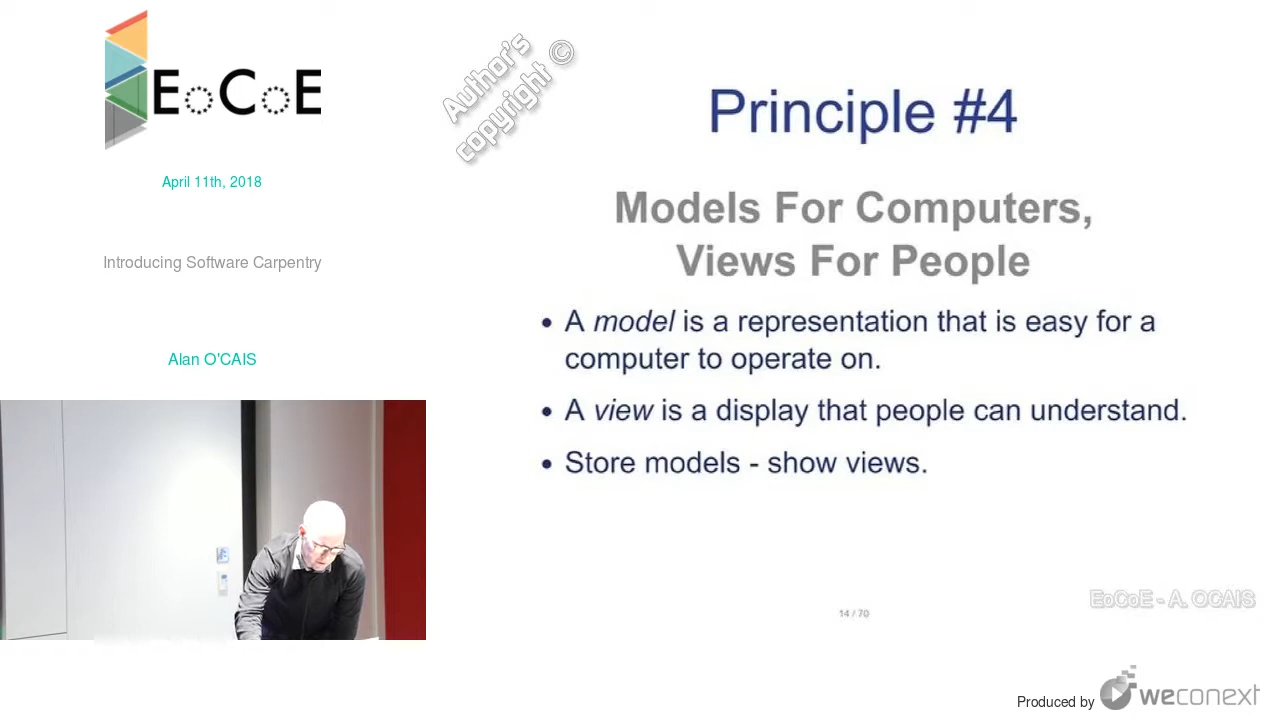 EoCoE
April 11th, 2018
Introducing Software Carpentry
Alan O'CAIS
Author's
copyright ©
Principle #4
Models For Computers,
Views For People
• A model is a representation that is easy for a
computer to operate on.
• A view is a display that people can understand.
• Store models - show views.
14 / 70
EoCoE - A. OCAIS
Produced by weconext